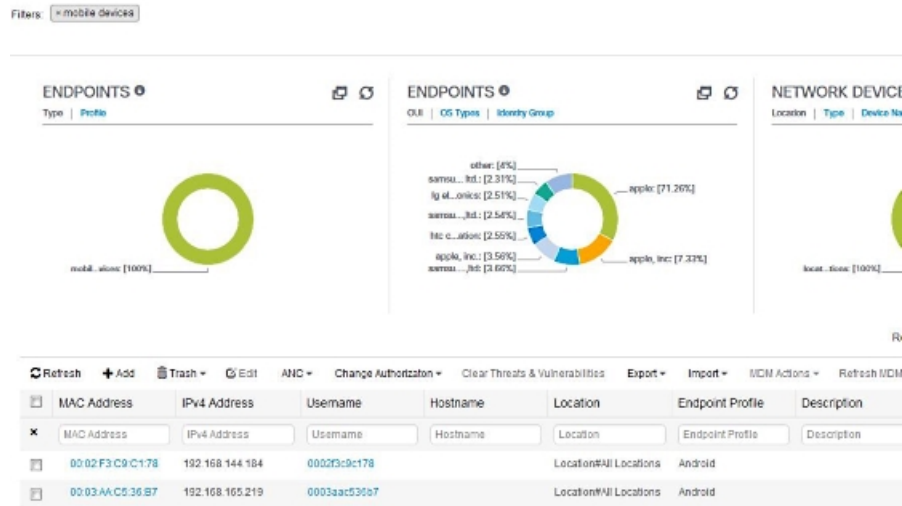 Filters: × mobile devices
ENDPOINTS
Type | Profile
mobil...vices: [100%]
ENDPOINTS
OUI | OS Types | Identity Group
other: [4%]
samsu... ltd.: [2.31%]
lg el...onics: [2.51%]
samsu...,ltd.: [2.54%]
htc c...ation: [2.55%]
apple, inc.: [3.56%]
samsu...,ltd: [3.66%]
apple: [71.26%]
apple, inc: [7.33%]
NETWORK DEVICE
Location | Type | Device Na
locat...tions: [100%]
Re
Refresh Add Trash Edit ANC Change Authorizaton Clear Threats & Vulnerabilities Export Import MDM Actions Refresh MDM
MAC Address IPv4 Address Username Hostname Location Endpoint Profile Description
× MAC Address IPv4 Address Username Hostname Location Endpoint Profile Description
00:02:F3:C9:C1:78 192.168.144.184 0002f3c9c178 Location#All Locations Android
00:03:AA:C5:36:B7 192.168.165.219 0003aac536b7 Location#All Locations Android